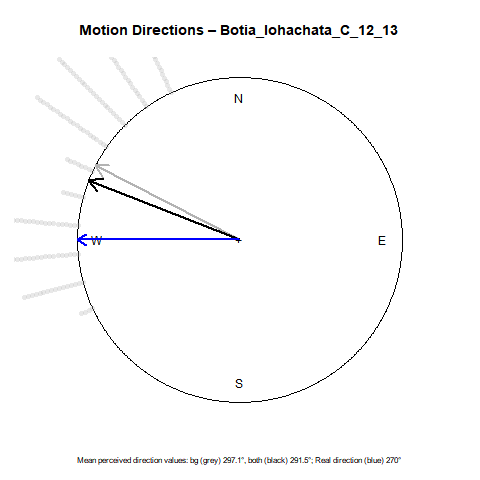 Motion Directions – Botia_lohachata_C_12_13
N
W
E
S
Mean perceived direction values: bg (grey) 297.1°, both (black) 291.5°; Real direction (blue) 270°